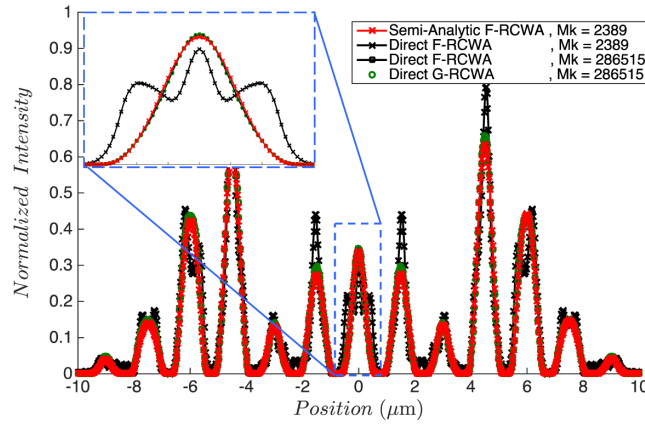 1
0.9
0.8
0.7
0.6
0.5
0.4
0.3
0.2
0.1
0
Normalized Intensity
Semi-Analytic F-RCWA , Mk = 2389
Direct F-RCWA , Mk = 2389
Direct F-RCWA , Mk = 286515
Direct G-RCWA , Mk = 286515
-10 -8 -6 -4 -2 0 2 4 6 8 10
Position (μm)